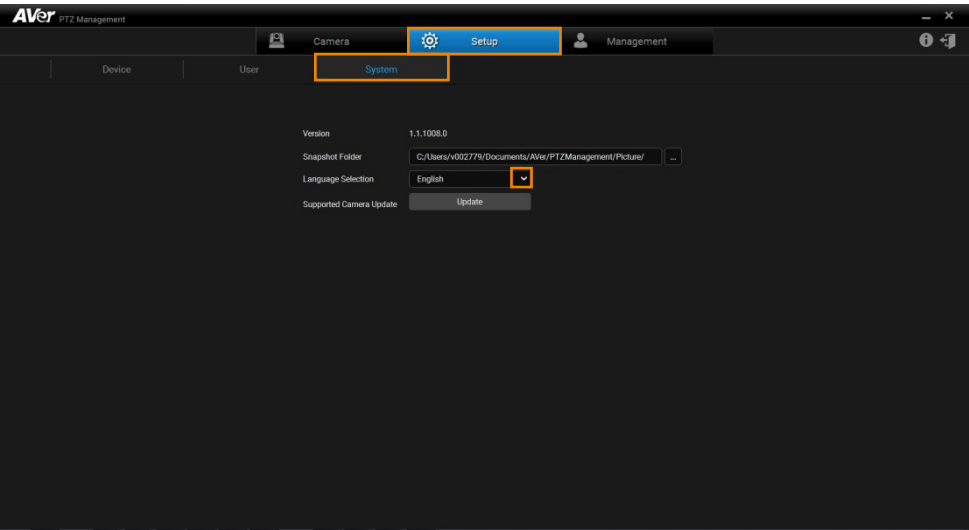 AVer PTZ Management
Camera Setup Management
Device User System
Version 1.1.1008.0
Snapshot Folder C:/Users/v002779/Documents/AVer/PTZManagement/Picture/ ...
Language Selection English
Supported Camera Update Update